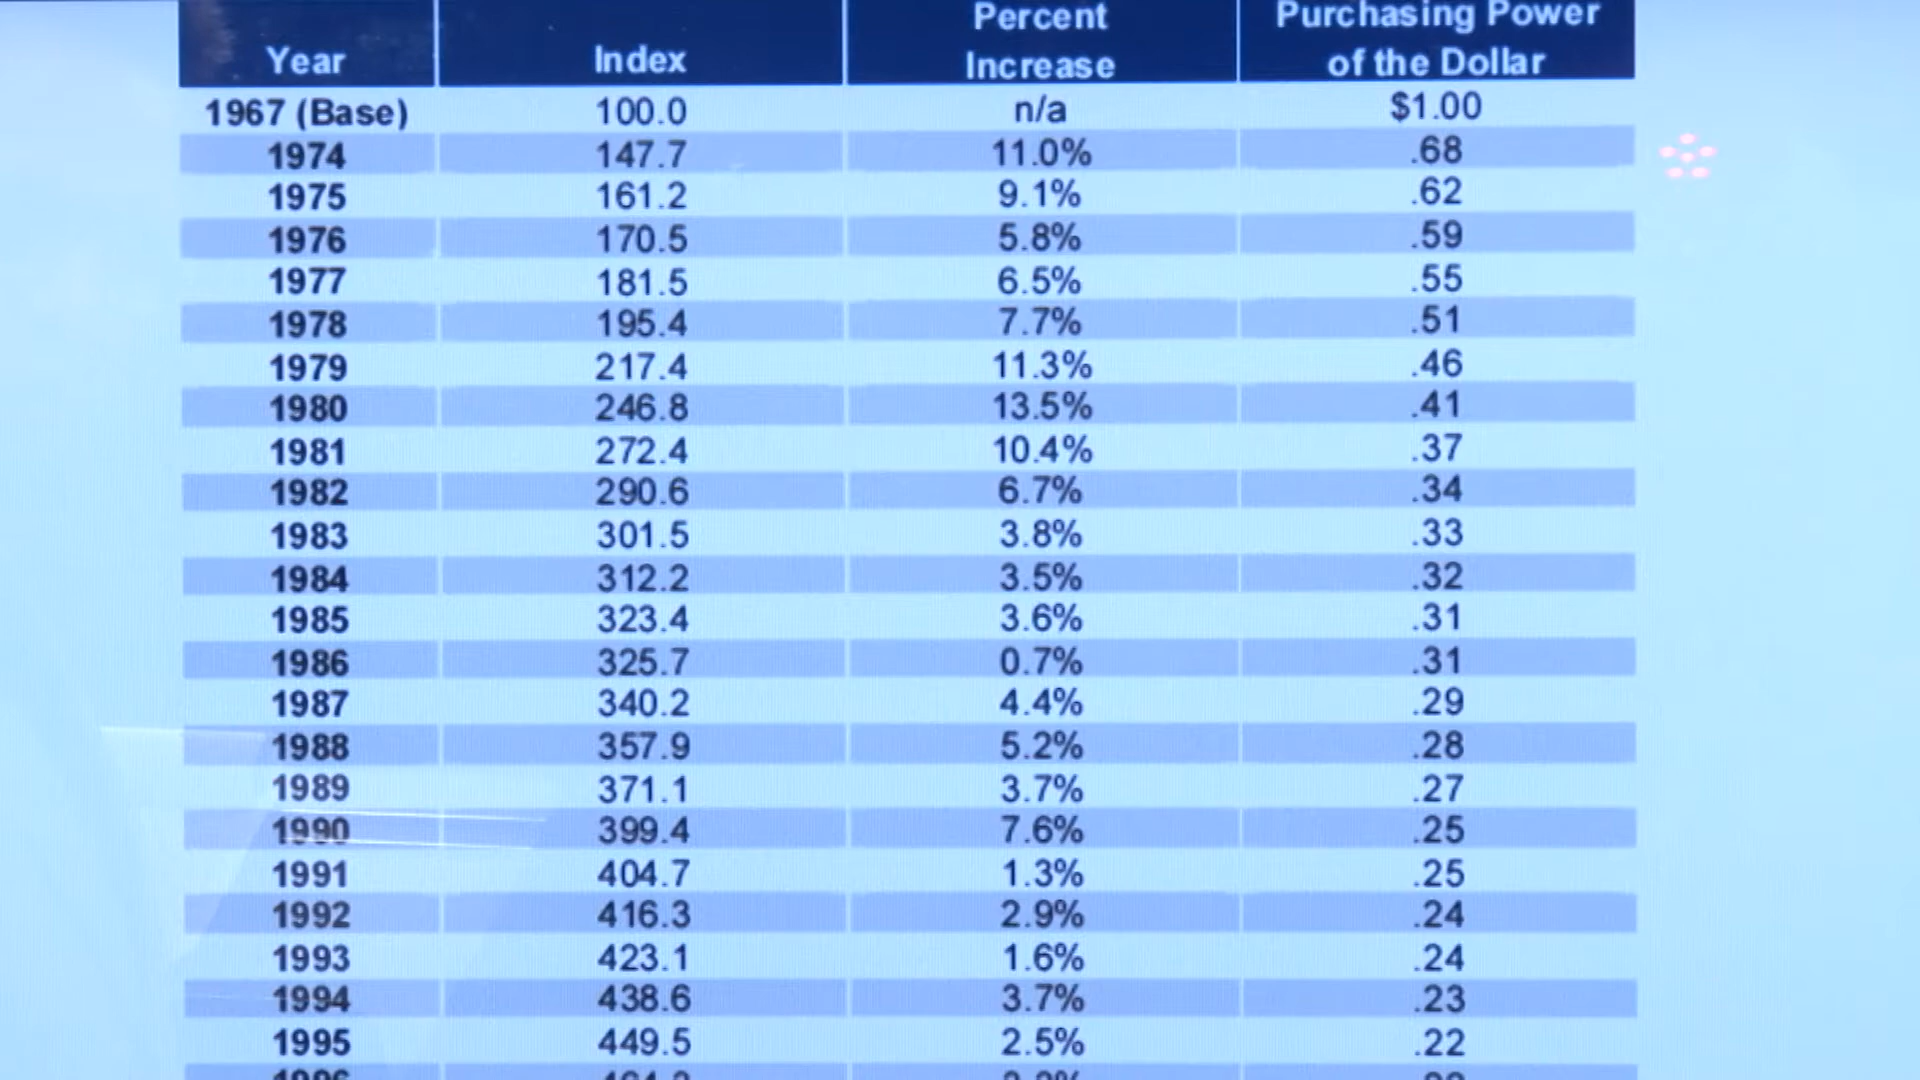 Year Index Percent Increase Purchasing Power of the Dollar
1967 (Base) 100.0 n/a $1.00
1974 147.7 11.0% .68
1975 161.2 9.1% .62
1976 170.5 5.8% .59
1977 181.5 6.5% .55
1978 195.4 7.7% .51
1979 217.4 11.3% .46
1980 246.8 13.5% .41
1981 272.4 10.4% .37
1982 290.6 6.7% .34
1983 301.5 3.8% .33
1984 312.2 3.5% .32
1985 323.4 3.6% .31
1986 325.7 0.7% .31
1987 340.2 4.4% .29
1988 357.9 5.2% .28
1989 371.1 3.7% .27
1990 399.4 7.6% .25
1991 404.7 1.3% .25
1992 416.3 2.9% .24
1993 423.1 1.6% .24
1994 438.6 3.7% .23
1995 449.5 2.5% .22